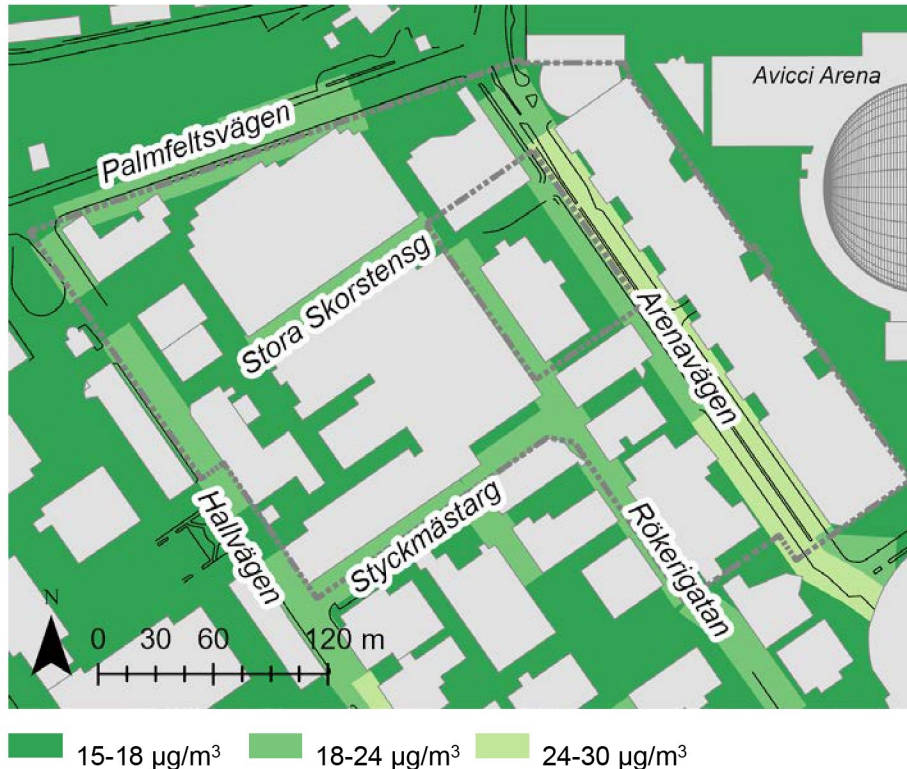 Avicci Arena
Palmfeltsvägen
Stora Skorstensg
Arenavägen
Hallvägen
Styckmästarg
Rökerigatan
N
0 30 60 120 m
15-18 µg/m³ 18-24 µg/m³ 24-30 µg/m³